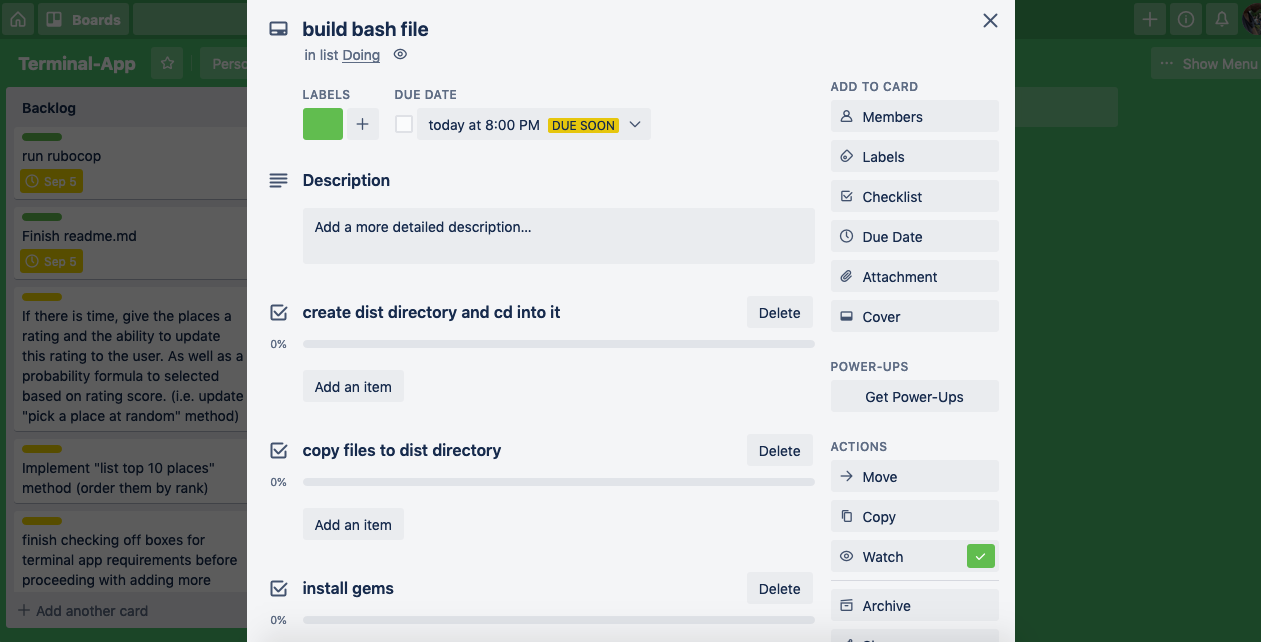 Boards
Terminal-App
Show Menu
Backlog
run rubocop
Sep 5
Finish readme.md
Sep 5
If there is time, give the places a
rating and the ability to update
this rating to the user. As well as a
probability formula to selected
based on rating score. (i.e. update
"pick a place at random" method)
Implement "list top 10 places"
method (order them by rank)
finish checking off boxes for
terminal app requirements before
proceeding with adding more
Add another card
build bash file
in list Doing
LABELS
DUE DATE
today at 8:00 PM DUE SOON
Description
Add a more detailed description...
create dist directory and cd into it
Delete
0%
Add an item
copy files to dist directory
Delete
0%
Add an item
install gems
Delete
0%
ADD TO CARD
Members
Labels
Checklist
Due Date
Attachment
Cover
POWER-UPS
Get Power-Ups
ACTIONS
Move
Copy
Watch
Archive